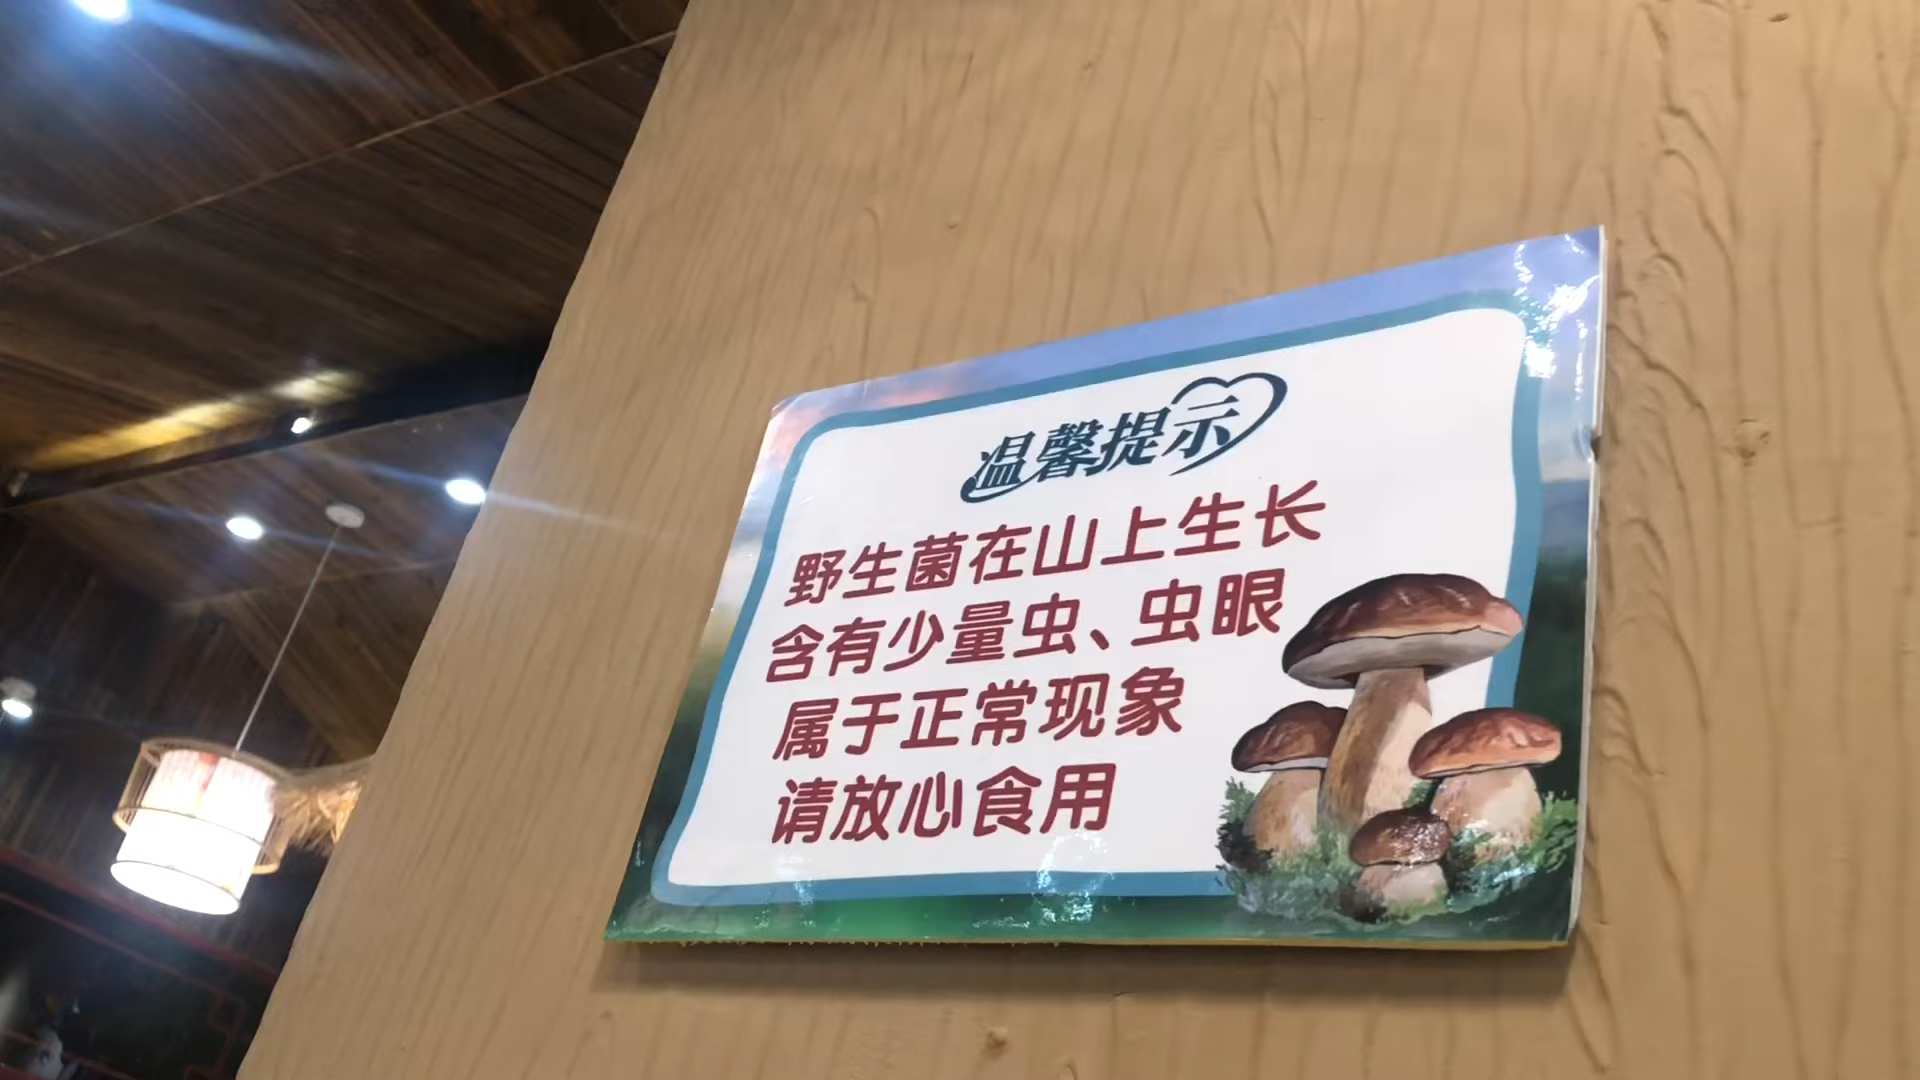 温馨提示
野生菌在山上生长
含有少量虫、虫眼
属于正常现象
请放心食用